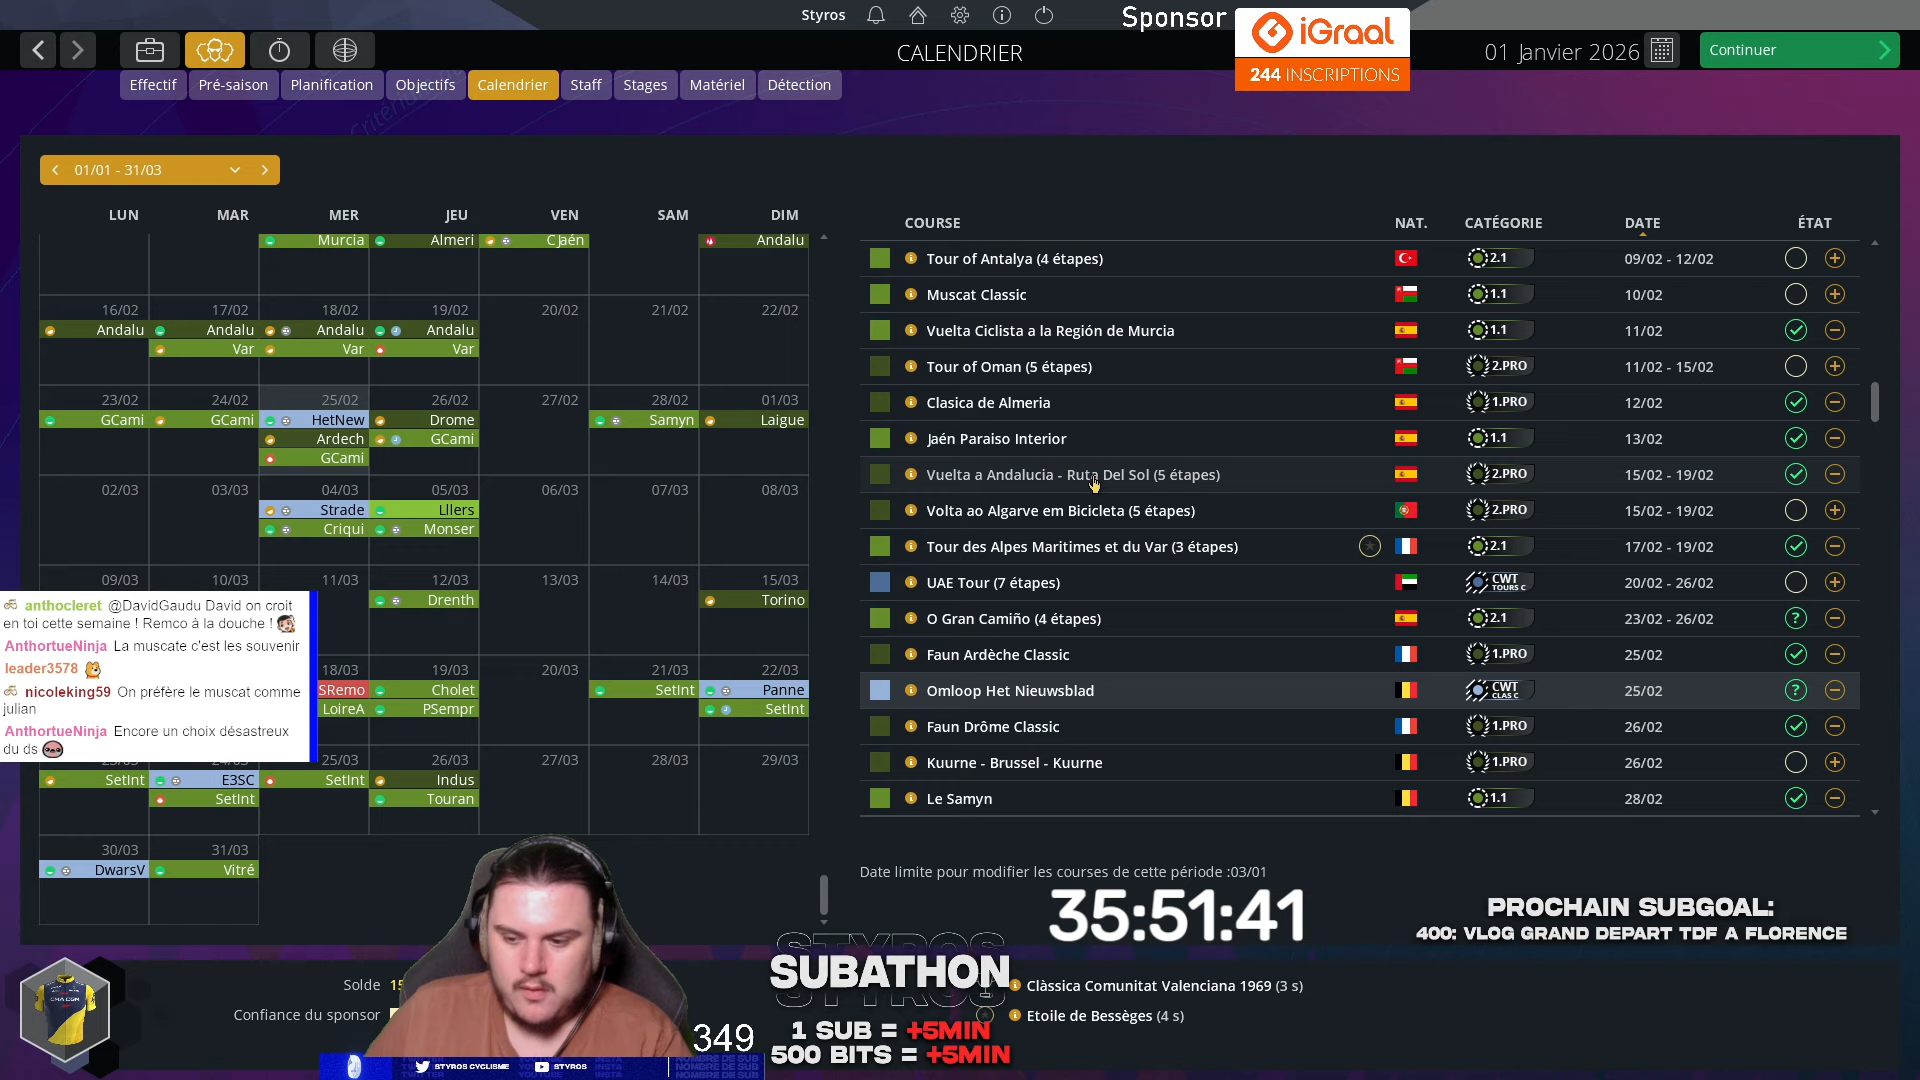 Styros
Sponsor
iGraal
244 INSCRIPTIONS
CALENDRIER
01 Janvier 2026
Continuer
Effectif
Pré-saison
Planification
Objectifs
Calendrier
Staff
Stages
Matériel
Détection
01/01 - 31/03
LUN MAR MER JEU VEN SAM DIM
Murcia Almeri CJaén Andalu
16/02 17/02 18/02 19/02 20/02 21/02 22/02
Andalu Andalu Andalu Andalu
Var Var Var
23/02 24/02 25/02 26/02 27/02 28/02 01/03
GCami GCami HetNew Drome Samyn Laigue
Ardech GCami
GCami
02/03 03/03 04/03 05/03 06/03 07/03 08/03
Strade Lllers
Criqui Monser
09/03 10/03 11/03 12/03 13/03 14/03 15/03
Drenth Torino
18/03 19/03 20/03 21/03 22/03
SRemo Cholet SetInt Panne
LoireA PSempr SetInt
25/03 26/03 27/03 28/03 29/03
SetInt E3SC SetInt Indus
SetInt Touran
30/03 31/03
DwarsV Vitré
COURSE NAT. CATÉGORIE DATE ÉTAT
Tour of Antalya (4 étapes) 2.1 09/02 - 12/02
Muscat Classic 1.1 10/02
Vuelta Ciclista a la Región de Murcia 1.1 11/02
Tour of Oman (5 étapes) 2.PRO 11/02 - 15/02
Clasica de Almeria 1.PRO 12/02
Jaén Paraiso Interior 1.1 13/02
Vuelta a Andalucia - Ruta Del Sol (5 étapes) 2.PRO 15/02 - 19/02
Volta ao Algarve em Bicicleta (5 étapes) 2.PRO 15/02 - 19/02
Tour des Alpes Maritimes et du Var (3 étapes) 2.1 17/02 - 19/02
UAE Tour (7 étapes) CWT TOURS C 20/02 - 26/02
O Gran Camiño (4 étapes) 2.1 23/02 - 26/02 ?
Faun Ardèche Classic 1.PRO 25/02
Omloop Het Nieuwsblad CWT CLAS C 25/02 ?
Faun Drôme Classic 1.PRO 26/02
Kuurne - Brussel - Kuurne 1.PRO 26/02
Le Samyn 1.1 28/02
anthocleret @DavidGaudu David on croit
en toi cette semaine ! Remco à la douche !
AnthortueNinja La muscate c'est les souvenir
leader3578
nicoleking59 On préfère le muscat comme
julian
AnthortueNinja Encore un choix désastreux
du ds
Date limite pour modifier les courses de cette période :03/01
35:51:41
PROCHAIN SUBGOAL:
400: VLOG GRAND DEPART TDF A FLORENCE
CMA CGM
Solde 15
Confiance du sponsor
349
STYROS
SUBATHON
STYROS
1 SUB = +5MIN
500 BITS = +5MIN
Clàssica Comunitat Valenciana 1969 (3 s)
Etoile de Bessèges (4 s)
STYROS CYCLISME
STYROS
NOMBRE DE SUB